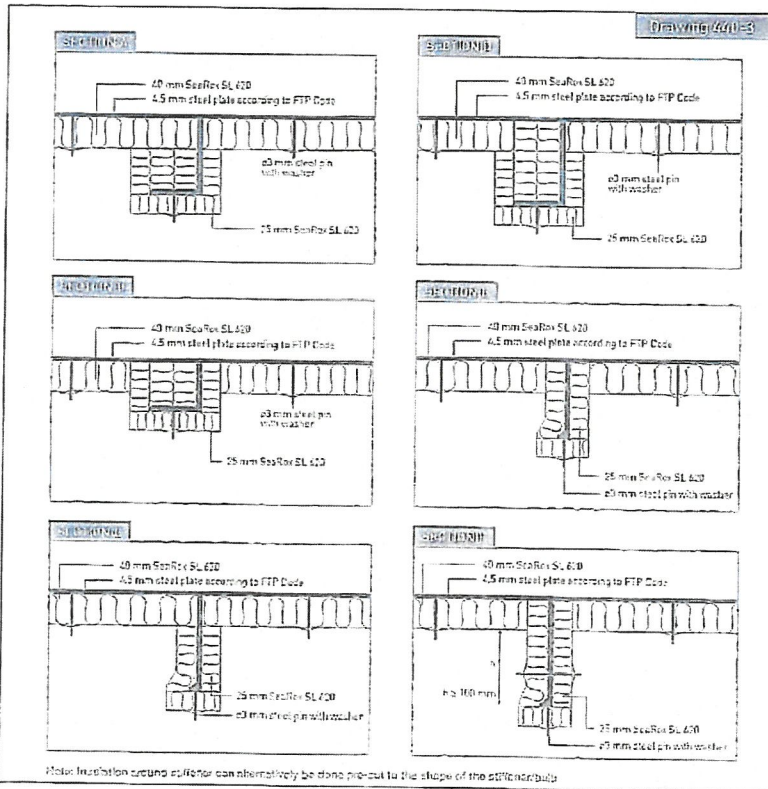 Drawing 440-3
SECTION A
40 mm SeaRox SL 620
4.5 mm steel plate according to FTP Code
ø3 mm steel pin
with washer
25 mm SeaRox SL 620
SECTION D
40 mm SeaRox SL 620
4.5 mm steel plate according to FTP Code
ø3 mm steel pin
with washer
25 mm SeaRox SL 620
SECTION B
40 mm SeaRox SL 620
4.5 mm steel plate according to FTP Code
ø3 mm steel pin
with washer
25 mm SeaRox SL 620
SECTION
40 mm SeaRox SL 620
4.5 mm steel plate according to FTP Code
25 mm SeaRox SL 620
ø3 mm steel pin with washer
SECTION
40 mm SeaRox SL 620
4.5 mm steel plate according to FTP Code
25 mm SeaRox SL 620
ø3 mm steel pin with washer
SECTION
40 mm SeaRox SL 620
4.5 mm steel plate according to FTP Code
h
100 mm
25 mm SeaRox SL 620
ø3 mm steel pin with washer
Note: Insulation around stiffener can alternatively be done pre-cut to the shape of the stiffener/bulb